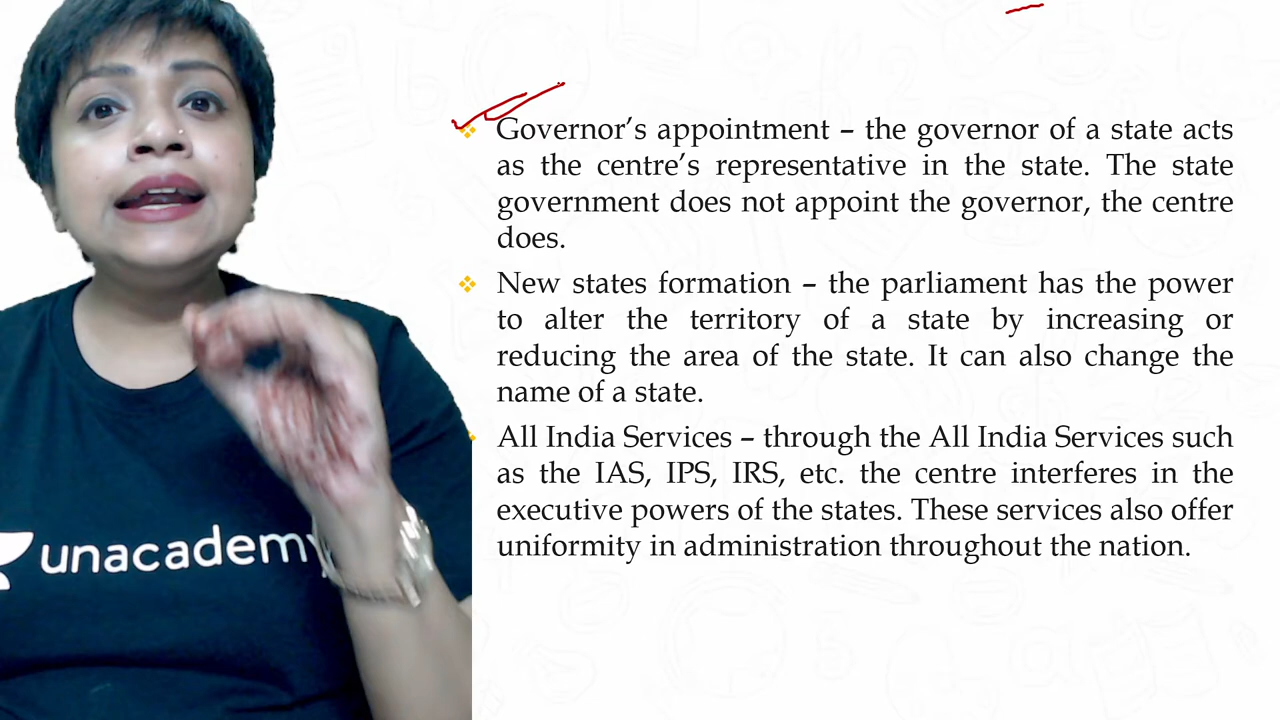 Governor's appointment – the governor of a state acts
as the centre's representative in the state. The state
government does not appoint the governor, the centre
does.
New states formation – the parliament has the power
to alter the territory of a state by increasing or
reducing the area of the state. It can also change the
name of a state.
All India Services – through the All India Services such
as the IAS, IPS, IRS, etc. the centre interferes in the
executive powers of the states. These services also offer
uniformity in administration throughout the nation.
unacademy